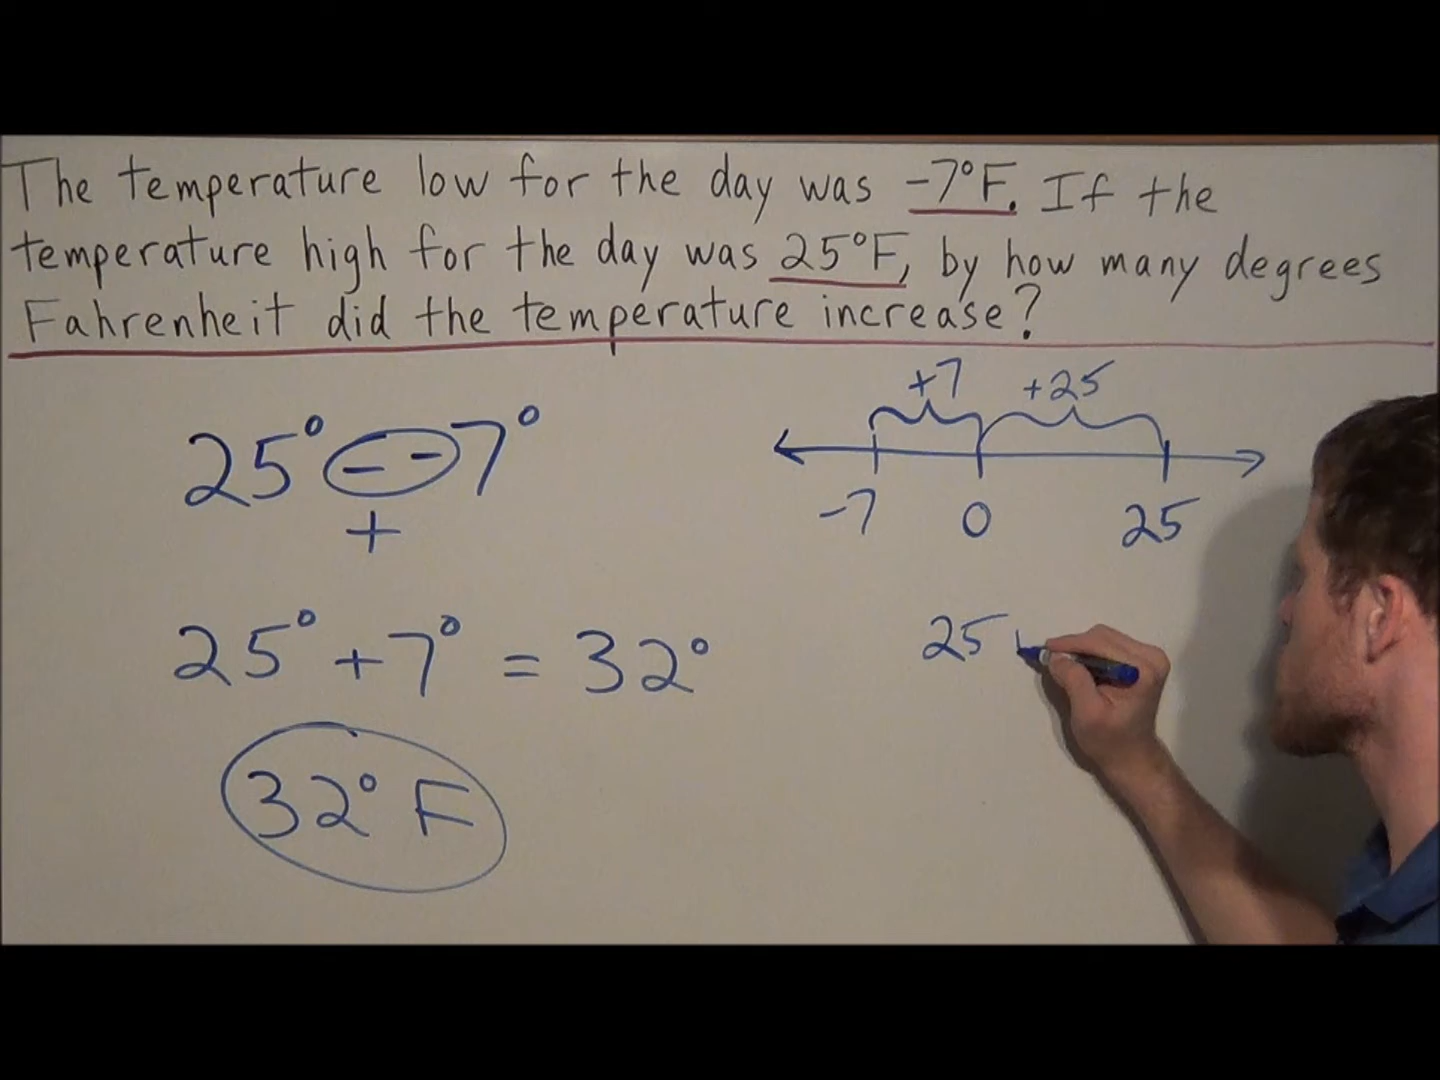 The temperature low for the day was -7°F. If the
temperature high for the day was 25°F, by how many degrees
Fahrenheit did the temperature increase?
+7 +25
25° - -7°
+
-7 0 25
25° + 7° = 32°
25
32° F